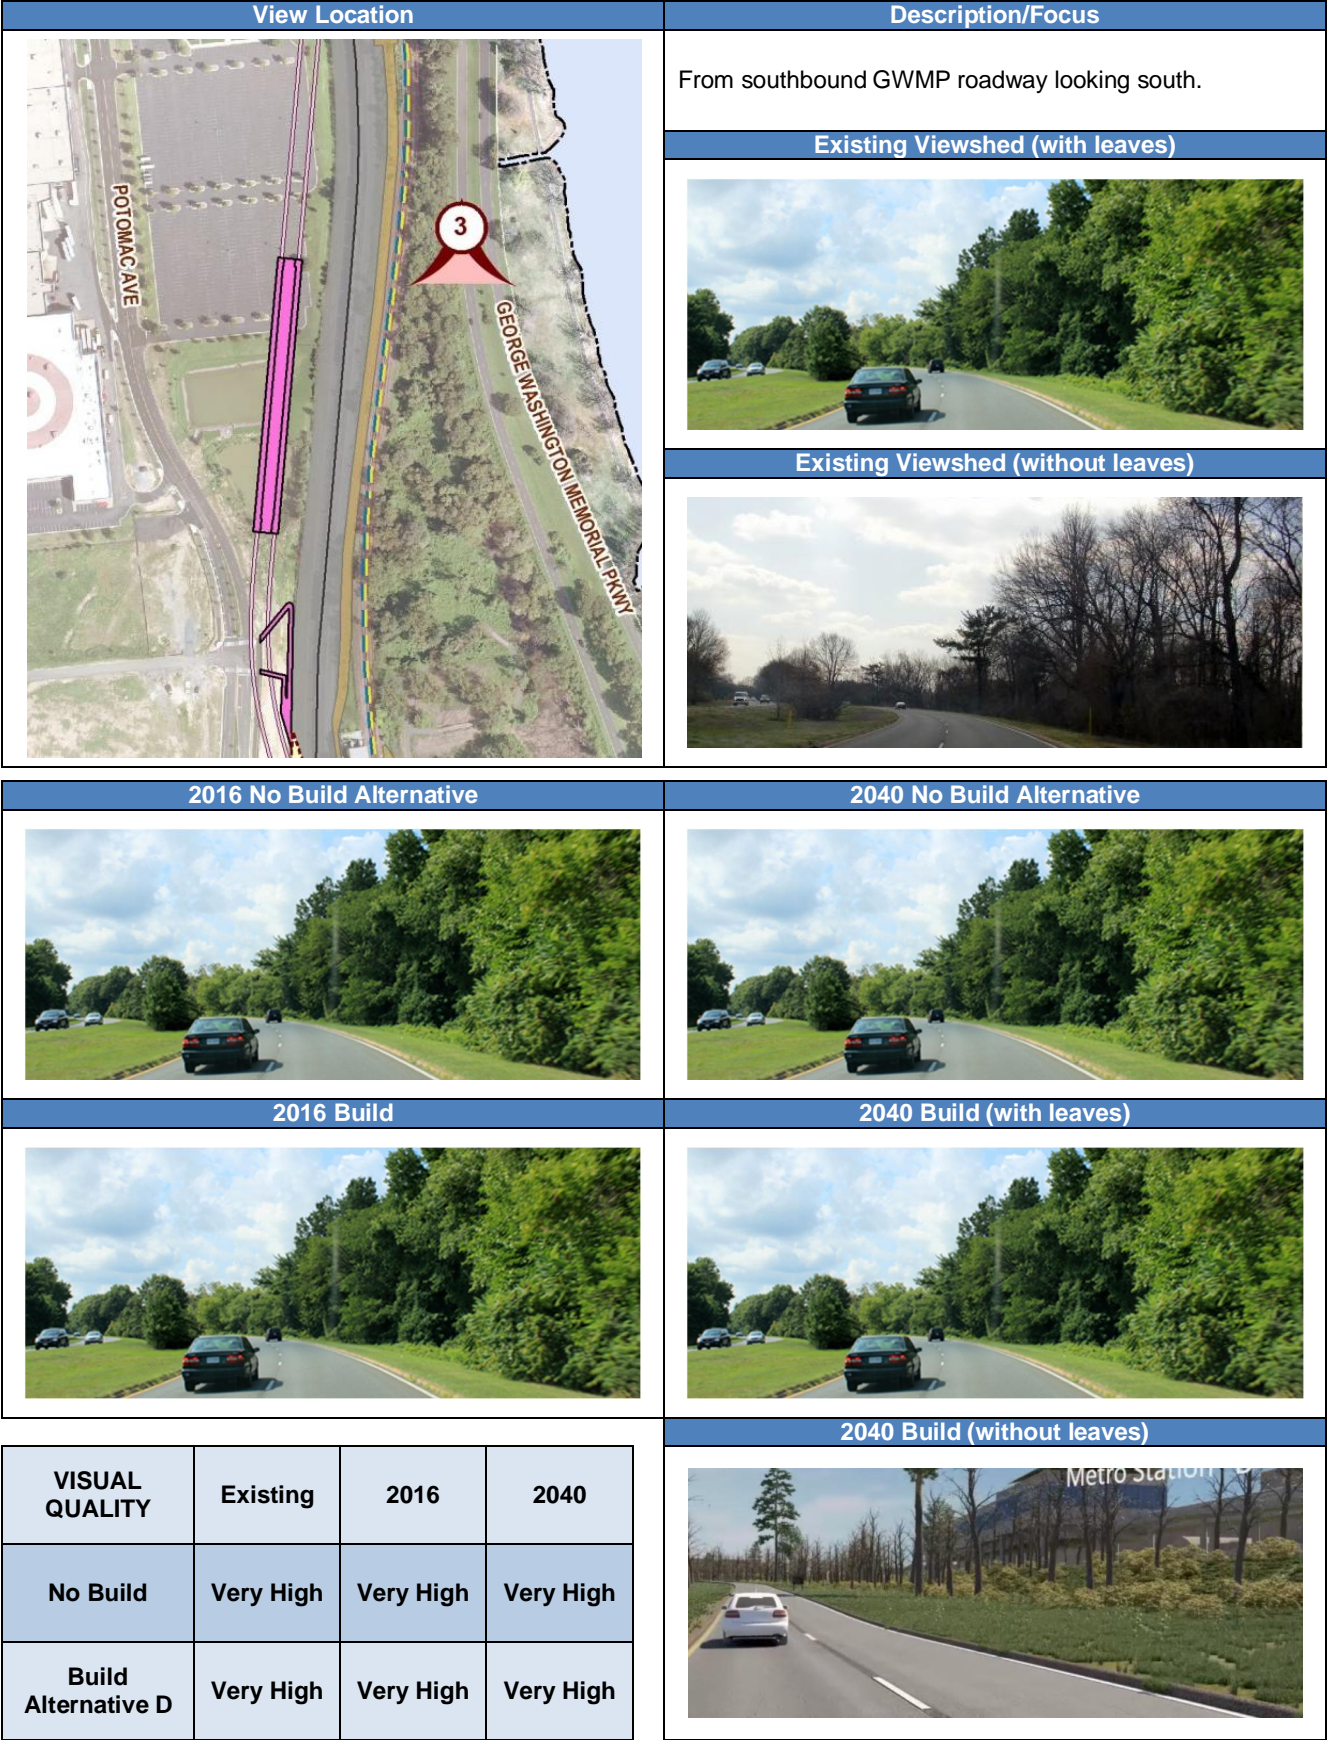 View Location
Description/Focus
POTOMAC AVE
3
GEORGE WASHINGTON MEMORIAL PKWY
From southbound GWMP roadway looking south.
Existing Viewshed (with leaves)
Existing Viewshed (without leaves)
2016 No Build Alternative
2040 No Build Alternative
2016 Build
2040 Build (with leaves)
2040 Build (without leaves)
Metro Station
VISUAL QUALITY Existing 2016 2040
No Build Very High Very High Very High
Build Alternative D Very High Very High Very High